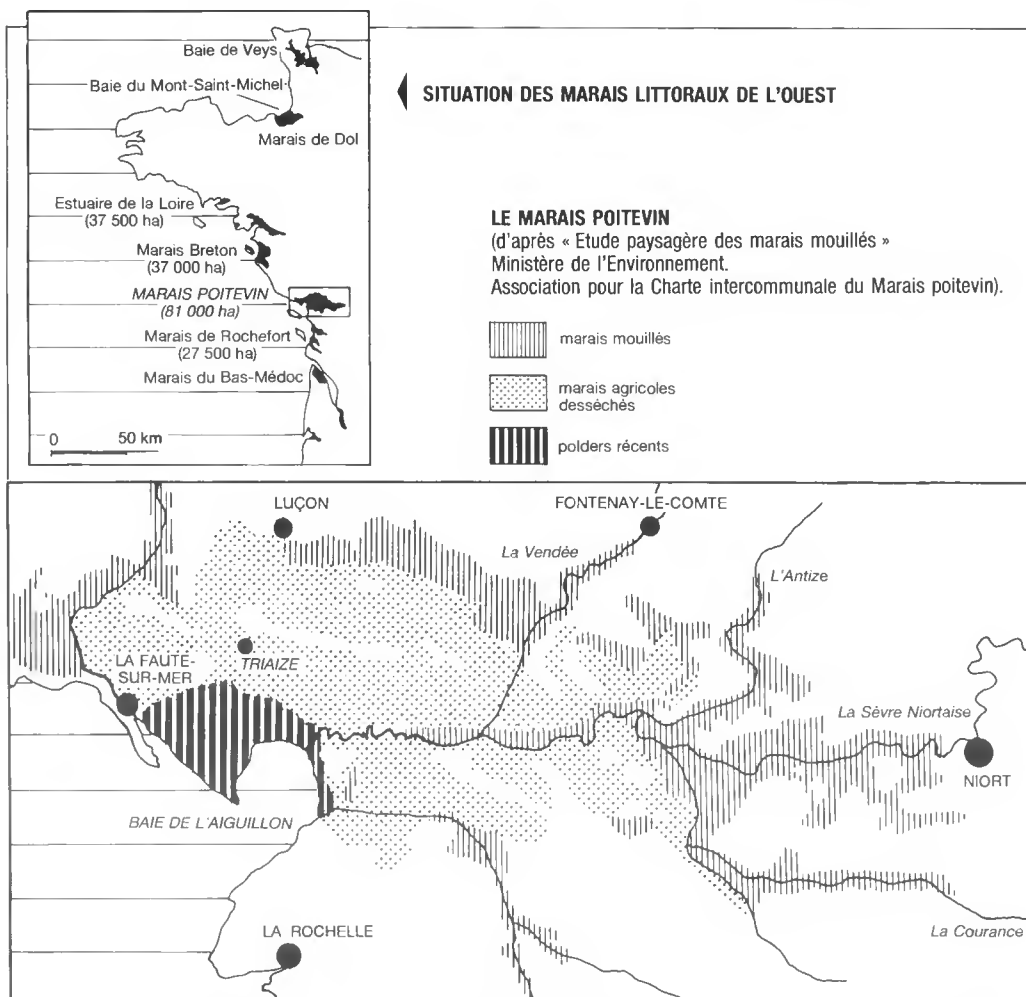 Baie de Veys
Baie du Mont-Saint-Michel
Marais de Dol
Estuaire de la Loire
(37 500 ha)
Marais Breton
(37 000 ha)
MARAIS POITEVIN
(81 000 ha)
Marais de Rochefort
(27 500 ha)
Marais du Bas-Médoc
0 50 km
SITUATION DES MARAIS LITTORAUX DE L'OUEST
LE MARAIS POITEVIN
(d'après « Etude paysagère des marais mouillés »
Ministère de l'Environnement.
Association pour la Charte intercommunale du Marais poitevin).
marais mouillés
marais agricoles
desséchés
polders récents
LUÇON
FONTENAY-LE-COMTE
La Vendée
L'Antize
TRIAIZE
LA FAUTE-
SUR-MER
La Sèvre Niortaise
NIORT
BAIE DE L'AIGUILLON
LA ROCHELLE
La Courance